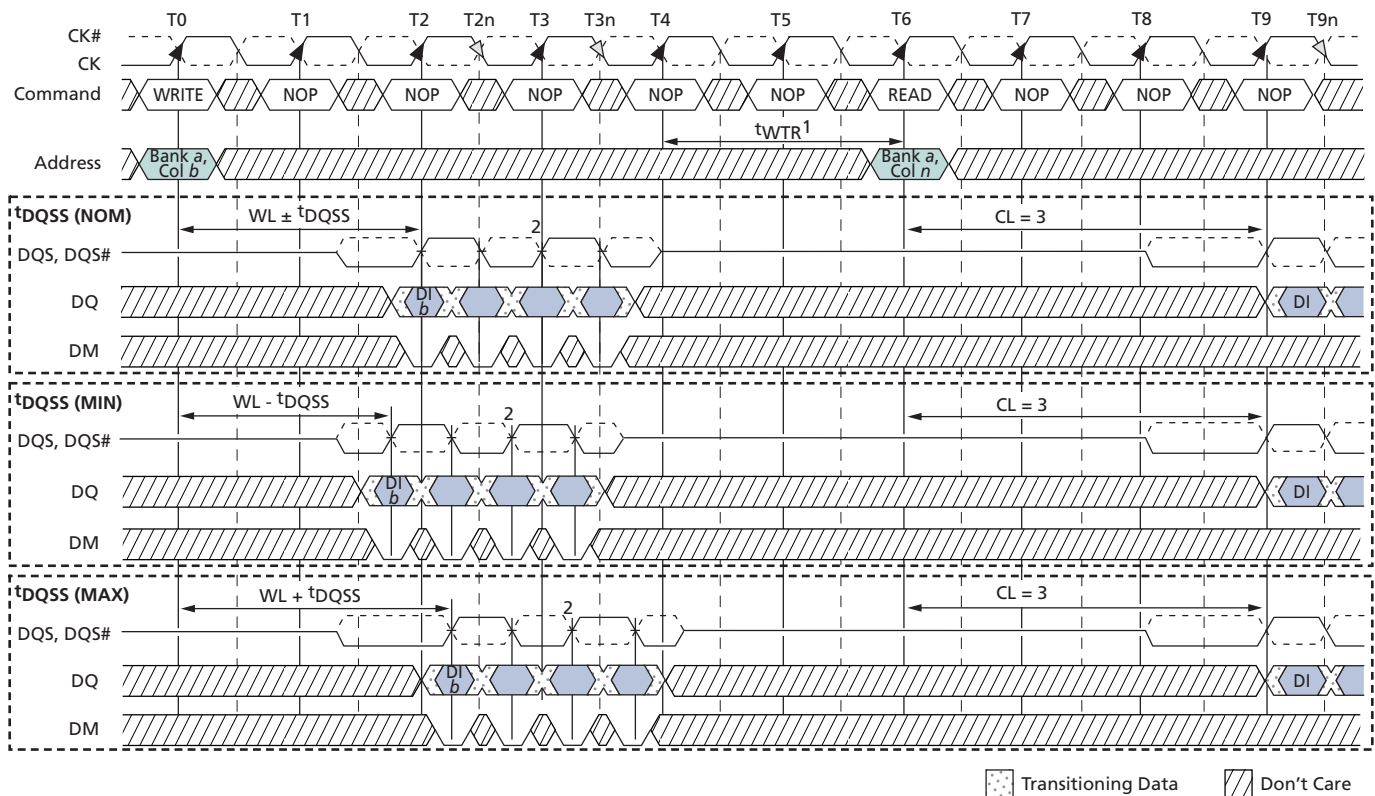 T0 T1 T2 T2n T3 T3n T4 T5 T6 T7 T8 T9 T9n
CK#
CK
Command WRITE NOP NOP NOP NOP NOP READ NOP NOP NOP
tWTR1
Address Bank a, Col b Bank a, Col n
tDQSS (NOM) WL ± tDQSS 2 CL = 3
DQS, DQS#
DQ DI b DI
DM
tDQSS (MIN) WL - tDQSS 2 CL = 3
DQS, DQS#
DQ DI b DI
DM
tDQSS (MAX) WL + tDQSS 2 CL = 3
DQS, DQS#
DQ DI b DI
DM
Transitioning Data Don't Care